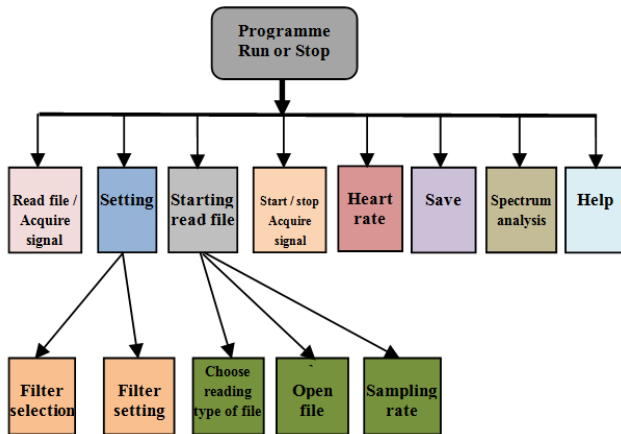 Programme
Run or Stop
Read file /
Acquire
signal
Setting
Starting
read file
Start / stop
Acquire
signal
Heart
rate
Save
Spectrum
analysis
Help
Filter
selection
Filter
setting
Choose
reading
type of file
Open
file
Sampling
rate